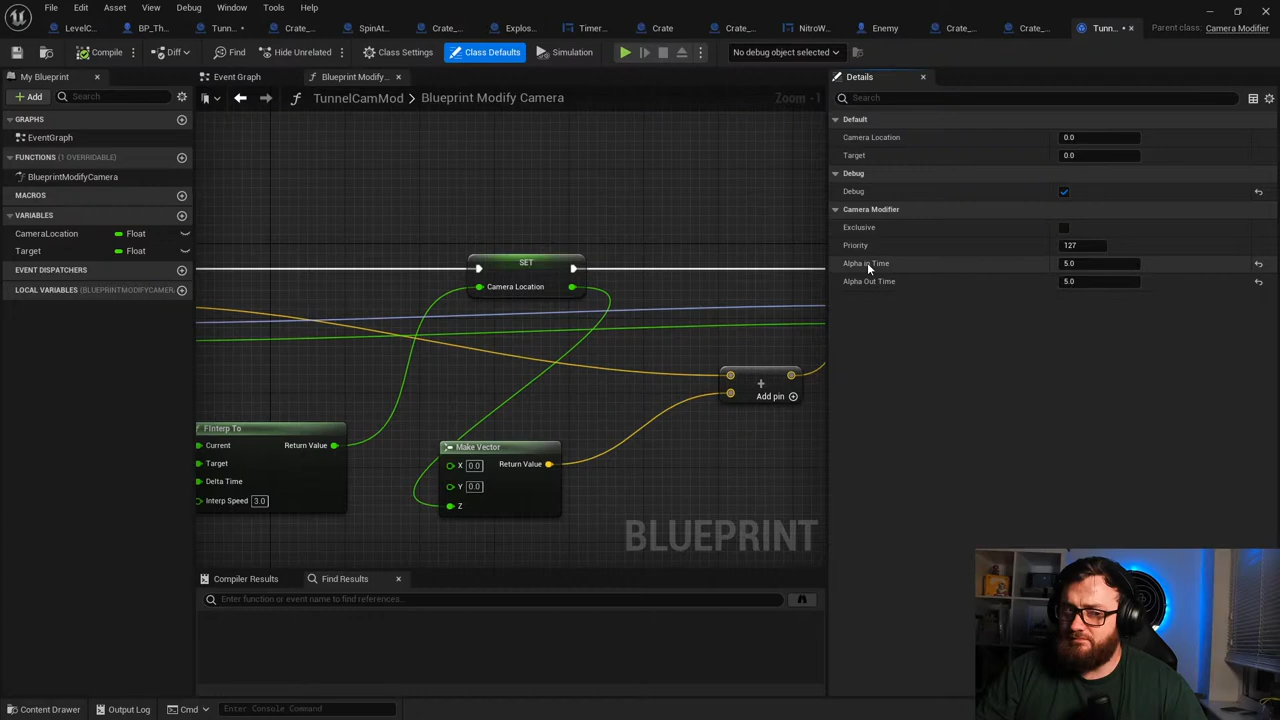 File Edit Asset View Debug Window Tools Help
LevelC... BP_Th... Tunn... • Crate_... SpinAt... Crate_... Explos... Timer... Crate Crate_... NitroW... Enemy Crate_... Crate_... Tunn... • Parent class: Camera Modifier
Compile Diff Find Hide Unrelated Class Settings Class Defaults Simulation No debug object selected
My Blueprint Event Graph Blueprint Modify... Details
Add Search TunnelCamMod > Blueprint Modify Camera Zoom -1 Search
GRAPHS
EventGraph
FUNCTIONS (1 OVERRIDABLE)
BlueprintModifyCamera
MACROS
VARIABLES
CameraLocation Float
Target Float
EVENT DISPATCHERS
LOCAL VARIABLES (BLUEPRINTMODIFYCAMER
SET
Camera Location
Add pin
FInterp To
Current Return Value
Target
Delta Time
Interp Speed 3.0
Make Vector
X 0.0 Return Value
Y 0.0
Z
BLUEPRINT
Default
Camera Location 0.0
Target 0.0
Debug
Debug
Camera Modifier
Exclusive
Priority 127
Alpha in Time 5.0
Alpha Out Time 5.0
Compiler Results Find Results
Enter function or event name to find references...
Content Drawer Output Log Cmd Enter Console Command